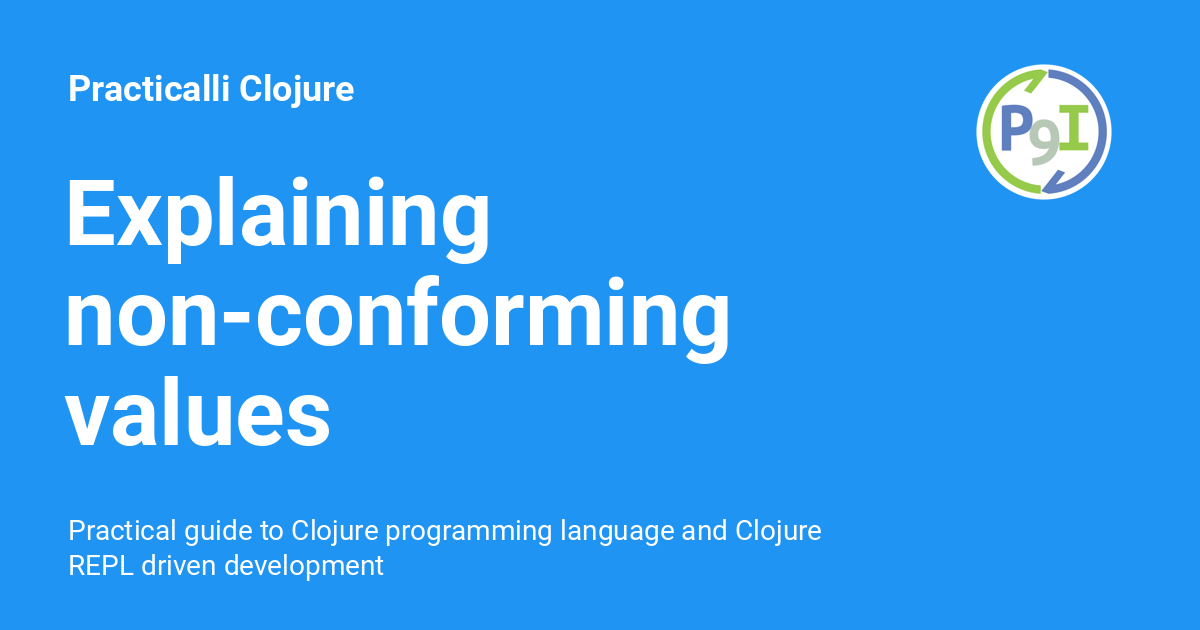 Practicalli Clojure
P9I
Explaining
non-conforming
values
Practical guide to Clojure programming language and Clojure
REPL driven development